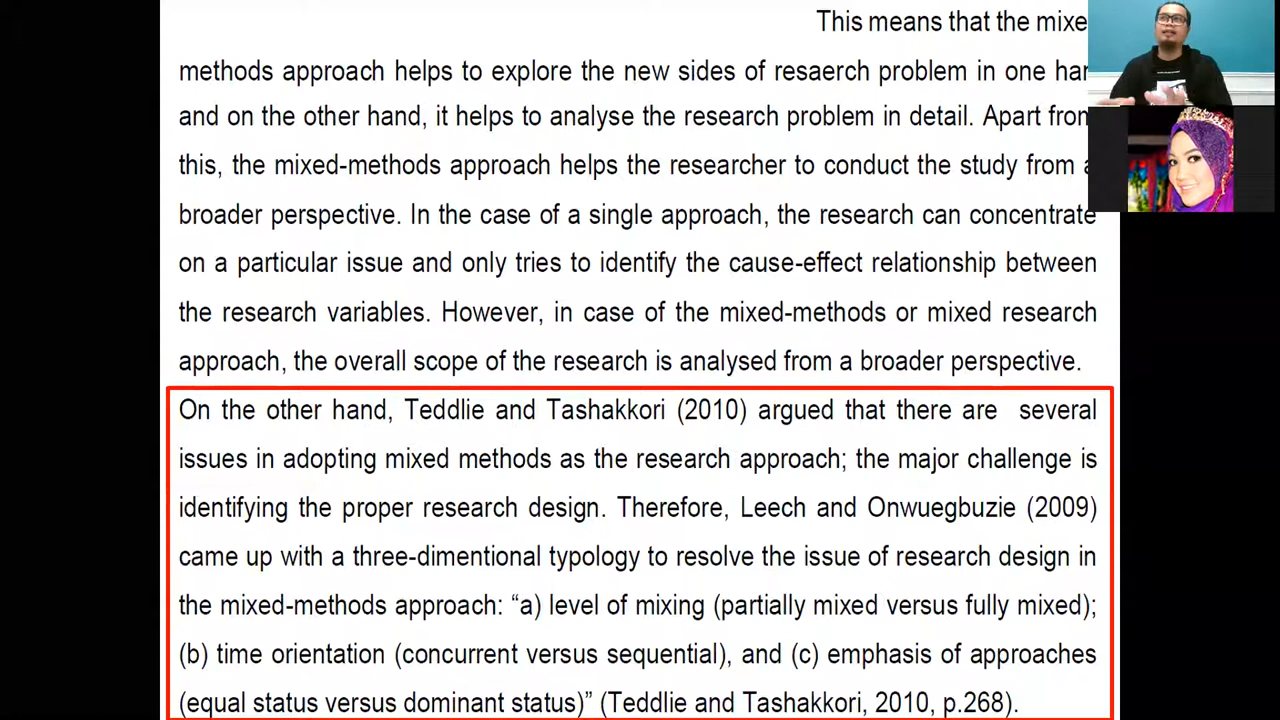 This means that the mixe
methods approach helps to explore the new sides of resaerch problem in one har
and on the other hand, it helps to analyse the research problem in detail. Apart from
this, the mixed-methods approach helps the researcher to conduct the study from a
broader perspective. In the case of a single approach, the research can concentrate
on a particular issue and only tries to identify the cause-effect relationship between
the research variables. However, in case of the mixed-methods or mixed research
approach, the overall scope of the research is analysed from a broader perspective.
On the other hand, Teddlie and Tashakkori (2010) argued that there are several
issues in adopting mixed methods as the research approach; the major challenge is
identifying the proper research design. Therefore, Leech and Onwuegbuzie (2009)
came up with a three-dimentional typology to resolve the issue of research design in
the mixed-methods approach: “a) level of mixing (partially mixed versus fully mixed);
(b) time orientation (concurrent versus sequential), and (c) emphasis of approaches
(equal status versus dominant status)” (Teddlie and Tashakkori, 2010, p.268).